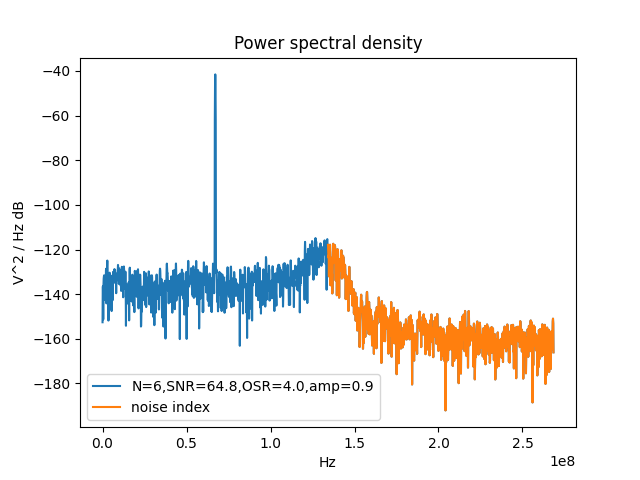 Power spectral density
V^2 / Hz dB
−40
−60
−80
−100
−120
−140
−160
−180
N=6,SNR=64.8,OSR=4.0,amp=0.9
noise index
0.0 0.5 1.0 1.5 2.0 2.5
1e8
Hz